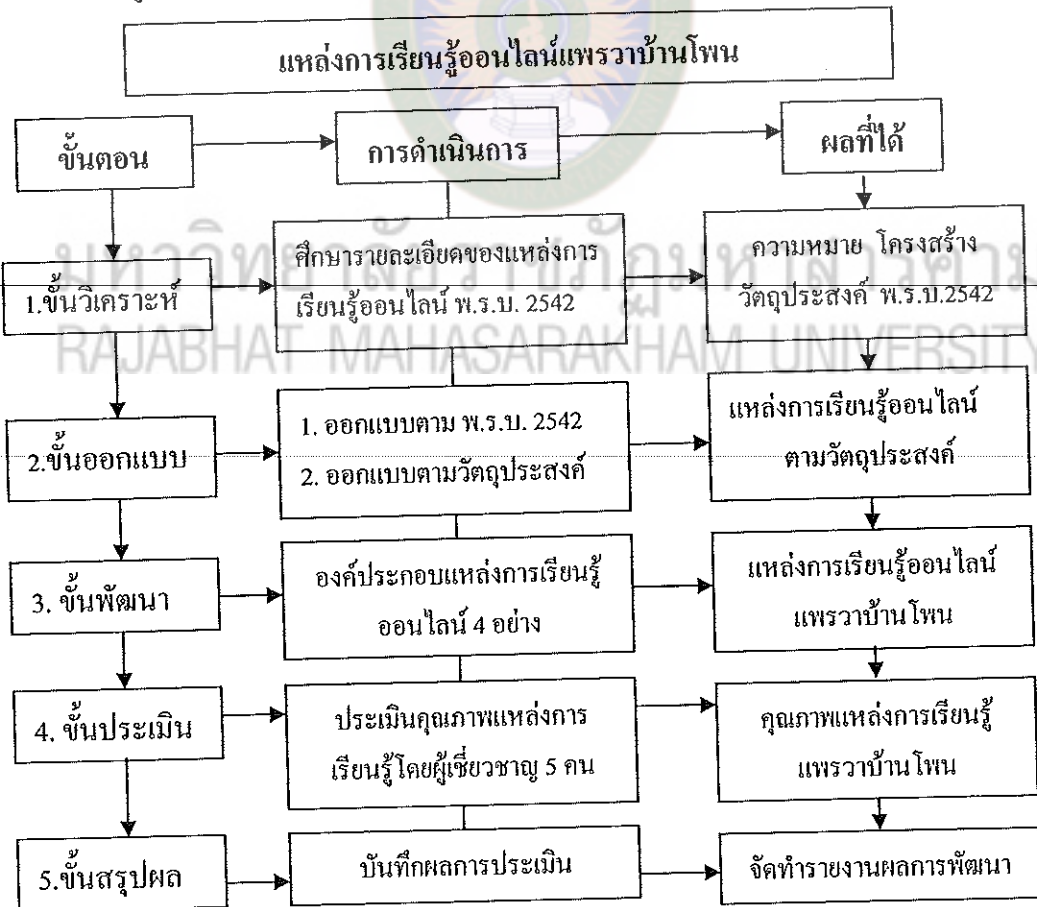 แหล่งการเรียนรู้ออนไลน์แพรวาบ้านโพน
ขั้นตอน
การดำเนินการ
ผลที่ได้
1.ขั้นวิเคราะห์
ศึกษารายละเอียดของแหล่งการ
เรียนรู้ออนไลน์ พ.ร.บ. 2542
ความหมาย โครงสร้าง
วัตถุประสงค์ พ.ร.บ.2542
มหาวิทยาลัยราชภัฏมหาสารคาม
RAJABHAT MAHASARAKHAM UNIVERSITY
2.ขั้นออกแบบ
1. ออกแบบตาม พ.ร.บ. 2542
2. ออกแบบตามวัตถุประสงค์
แหล่งการเรียนรู้ออนไลน์
ตามวัตถุประสงค์
3. ขั้นพัฒนา
องค์ประกอบแหล่งการเรียนรู้
ออนไลน์ 4 อย่าง
แหล่งการเรียนรู้ออนไลน์
แพรวาบ้านโพน
4. ขั้นประเมิน
ประเมินคุณภาพแหล่งการ
เรียนรู้โดยผู้เชี่ยวชาญ 5 คน
คุณภาพแหล่งการเรียนรู้
แพรวาบ้านโพน
5.ขั้นสรุปผล
บันทึกผลการประเมิน
จัดทำรายงานผลการพัฒนา